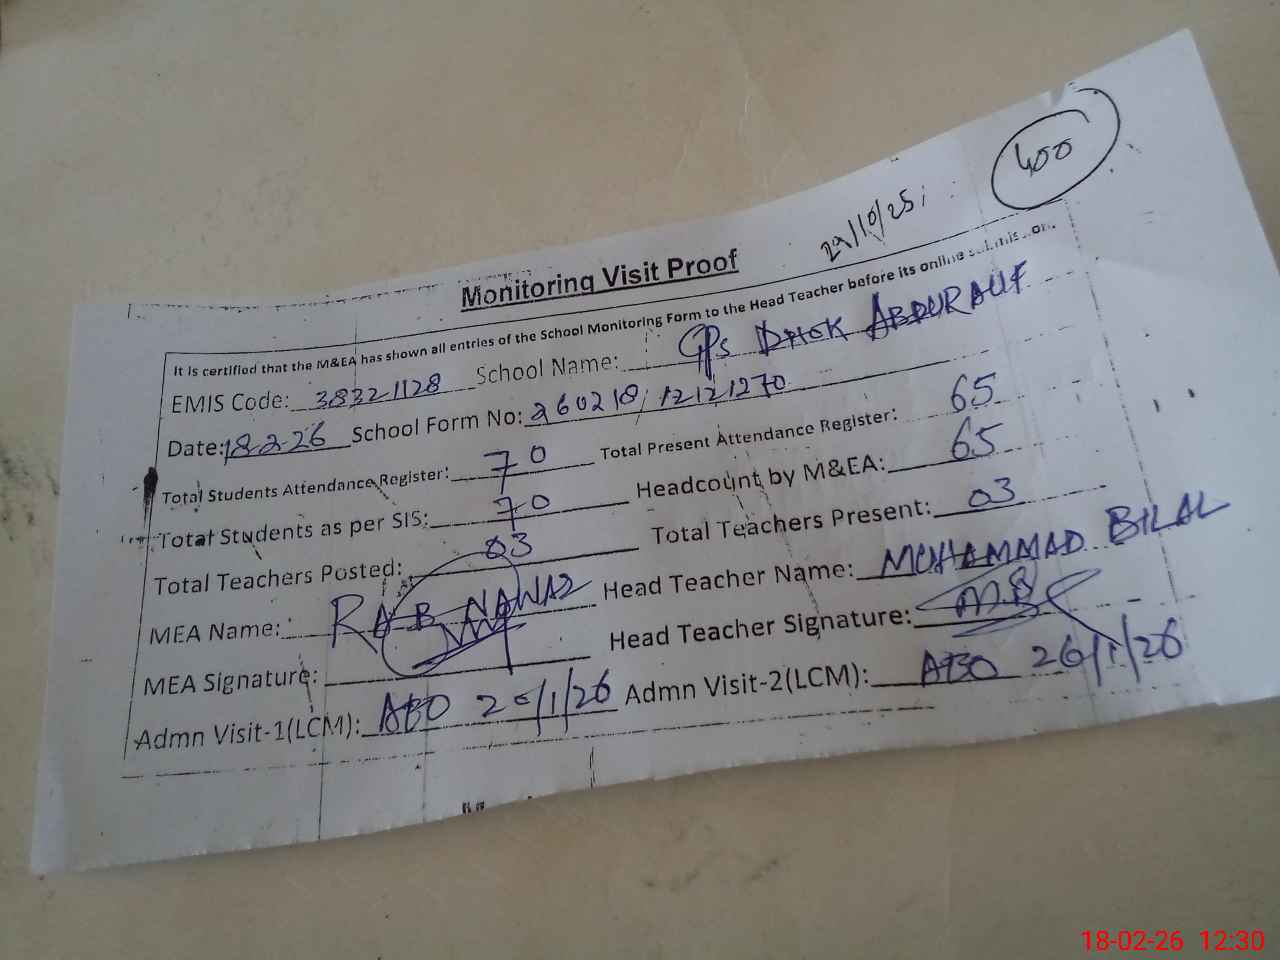 400
29/10/25
Monitoring Visit Proof
It is certified that the M&EA has shown all entries of the School Monitoring Form to the Head Teacher before its online submission.
EMIS Code: 38321128 School Name: GPS DHOK ABDURAUF
Date: 18-2-26 School Form No: 260218, 12121270
Total Students Attendance Register: 70 Total Present Attendance Register: 65
Total Students as per SIS: 70 Headcount by M&EA: 65
Total Teachers Posted: 03 Total Teachers Present: 03
MEA Name: RAB NAWAZ Head Teacher Name: MOHAMMAD BILAL
MEA Signature: Head Teacher Signature: MB
Admn Visit-1(LCM): AEO 26/1/26 Admn Visit-2(LCM): AEO 26/1/26
18-02-26 12:30